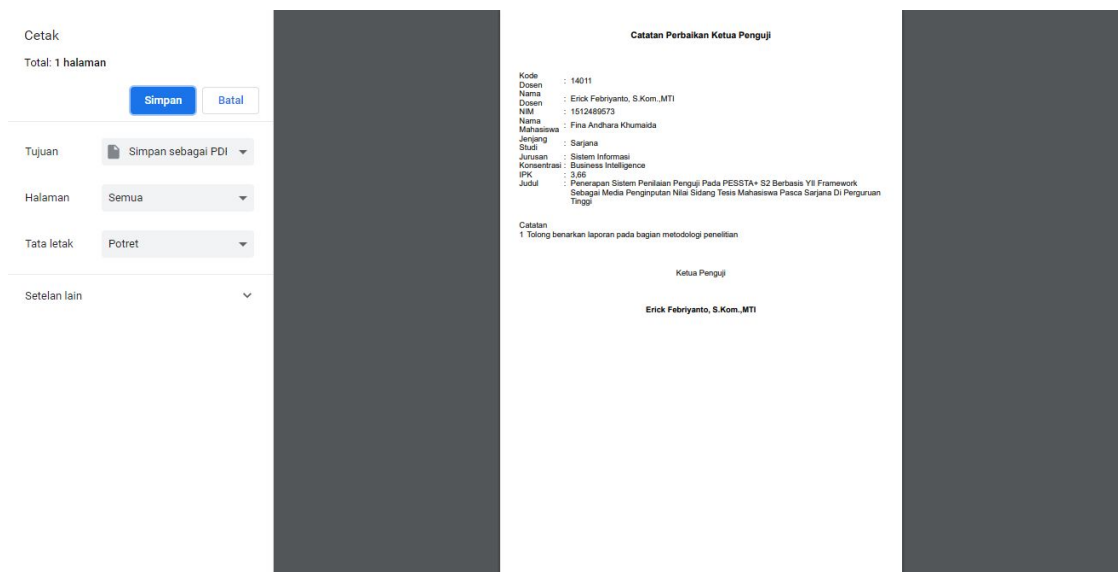 Cetak
Total: 1 halaman
Simpan Batal
Tujuan Simpan sebagai PDF
Halaman Semua
Tata letak Potret
Setelan lain
Catatan Perbaikan Ketua Penguji
Kode Dosen : 14011
Nama Dosen : Erick Febriyanto, S.Kom.,MTI
NIM : 1512489573
Nama Mahasiswa : Fina Andhara Khumaida
Jenjang Studi : Sarjana
Jurusan : Sistem Informasi
Konsentrasi : Business Intelligence
IPK : 3,66
Judul : Penerapan Sistem Penilaian Penguji Pada PESSTA+ S2 Berbasis YII Framework
Sebagai Media Penginputan Nilai Sidang Tesis Mahasiswa Pasca Sarjana Di Perguruan
Tinggi
Catatan
1 Tolong benarkan laporan pada bagian metodologi penelitian
Ketua Penguji
Erick Febriyanto, S.Kom.,MTI